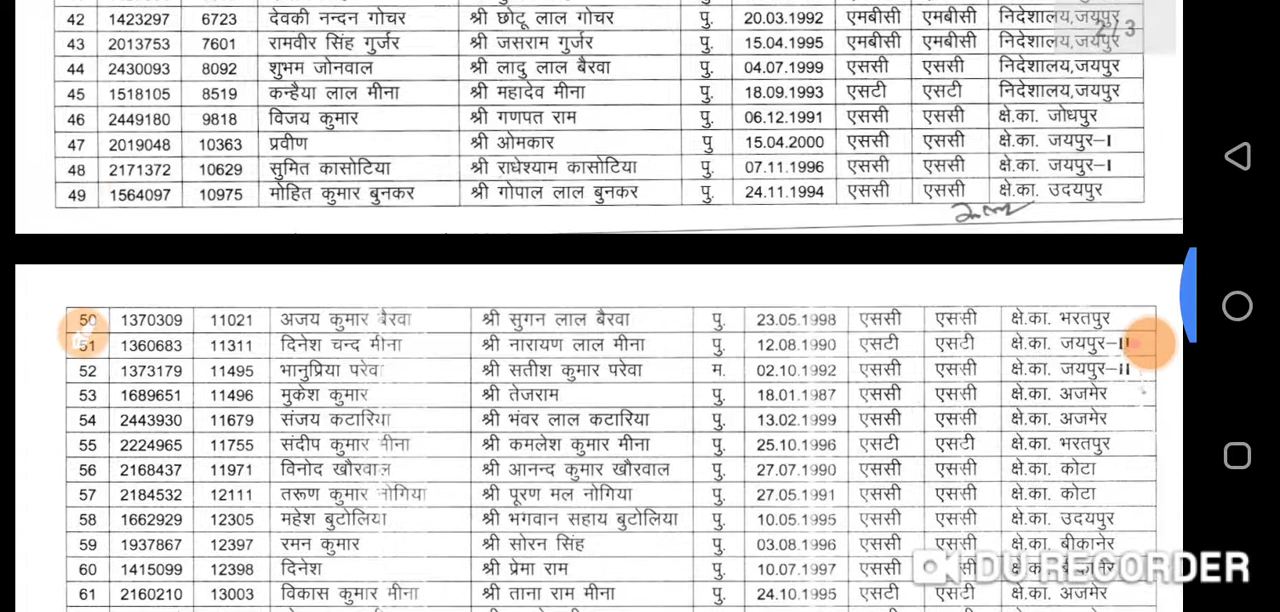 42 1423297 6723 देवकी नन्दन गोचर श्री छोटू लाल गोचर पु. 20.03.1992 एमबीसी एमबीसी निदेशालय,जयपुर
2/3
43 2013753 7601 रामवीर सिंह गुर्जर श्री जसराम गुर्जर पु. 15.04.1995 एमबीसी एमबीसी निदेशालय,जयपुर
44 2430093 8092 शुभम जोनवाल श्री लादु लाल बैरवा पु. 04.07.1999 एससी एससी निदेशालय,जयपुर
45 1518105 8519 कन्हैया लाल मीना श्री महादेव मीना पु. 18.09.1993 एसटी एसटी निदेशालय,जयपुर
46 2449180 9818 विजय कुमार श्री गणपत राम पु. 06.12.1991 एससी एससी क्षे.का. जोधपुर
47 2019048 10363 प्रवीण श्री ओमकार पु 15.04.2000 एससी एससी क्षे.का. जयपुर–I
48 2171372 10629 सुमित कासोटिया श्री राधेश्याम कासोटिया पु. 07.11.1996 एससी एससी क्षे.का. जयपुर–I
49 1564097 10975 मोहित कुमार बुनकर श्री गोपाल लाल बुनकर पु. 24.11.1994 एससी एससी क्षे.का. उदयपुर
50 1370309 11021 अजय कुमार बैरवा श्री सुगन लाल बैरवा पु. 23.05.1998 एससी एससी क्षे.का. भरतपुर
51 1360683 11311 दिनेश चन्द मीना श्री नारायण लाल मीना पु. 12.08.1990 एसटी एसटी क्षे.का. जयपुर–II
52 1373179 11495 भानुप्रिया परेवा श्री सतीश कुमार परेवा म. 02.10.1992 एससी एससी क्षे.का. जयपुर–II
53 1689651 11496 मुकेश कुमार श्री तेजराम पु. 18.01.1987 एससी एससी क्षे.का. अजमेर
54 2443930 11679 संजय कटारिया श्री भंवर लाल कटारिया पु. 13.02.1999 एससी एससी क्षे.का. अजमेर
55 2224965 11755 संदीप कुमार मीना श्री कमलेश कुमार मीना पु. 25.10.1996 एसटी एसटी क्षे.का. भरतपुर
56 2168437 11971 विनोद खौरवाल श्री आनन्द कुमार खौरवाल पु. 27.07.1990 एससी एससी क्षे.का. कोटा
57 2184532 12111 तरूण कुमार नोगिया श्री पूरण मल नोगिया पु. 27.05.1991 एससी एससी क्षे.का. कोटा
58 1662929 12305 महेश बुटोलिया श्री भगवान सहाय बुटोलिया पु. 10.05.1995 एससी एससी क्षे.का. उदयपुर
59 1937867 12397 रमन कुमार श्री सोरन सिंह पु. 03.08.1996 एससी एससी क्षे.का. बीकानेर
60 1415099 12398 दिनेश श्री प्रेमा राम पु. 10.07.1997 एससी
DU RECORDER
61 2160210 13003 विकास कुमार मीना श्री ताना राम मीना पु. 24.10.1995 एसटी एसटी क्षे.का. अजमेर